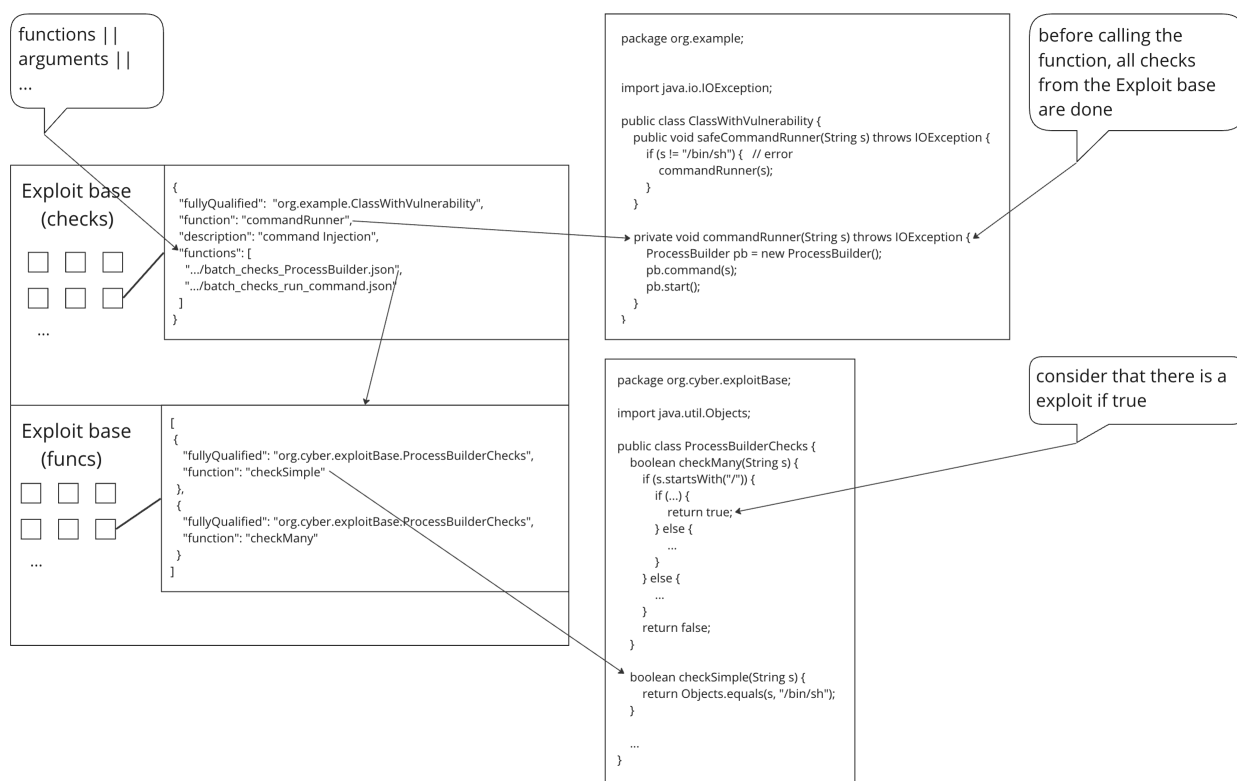 functions ||
arguments ||
...
Exploit base
(checks)
...
{
"fullyQualified":  "org.example.ClassWithVulnerability",
"function": "commandRunner",
"description": "command Injection",
"functions": [
".../batch_checks_ProcessBuilder.json",
".../batch_checks_run_command.json"
]
}
Exploit base
(funcs)
...
[
{
"fullyQualified": "org.cyber.exploitBase.ProcessBuilderChecks",
"function": "checkSimple"
},
{
"fullyQualified": "org.cyber.exploitBase.ProcessBuilderChecks",
"function": "checkMany"
}
]
package org.example;
import java.io.IOException;
public class ClassWithVulnerability {
public void safeCommandRunner(String s) throws IOException {
if (s != "/bin/sh") {   // error
commandRunner(s);
}
}
private void commandRunner(String s) throws IOException {
ProcessBuilder pb = new ProcessBuilder();
pb.command(s);
pb.start();
}
}
before calling the
function, all checks
from the Exploit base
are done
package org.cyber.exploitBase;
import java.util.Objects;
public class ProcessBuilderChecks {
boolean checkMany(String s) {
if (s.startsWith("/")) {
if (...) {
return true;
} else {
...
}
} else {
...
}
return false;
}
boolean checkSimple(String s) {
return Objects.equals(s, "/bin/sh");
}
...
}
consider that there is a
exploit if true